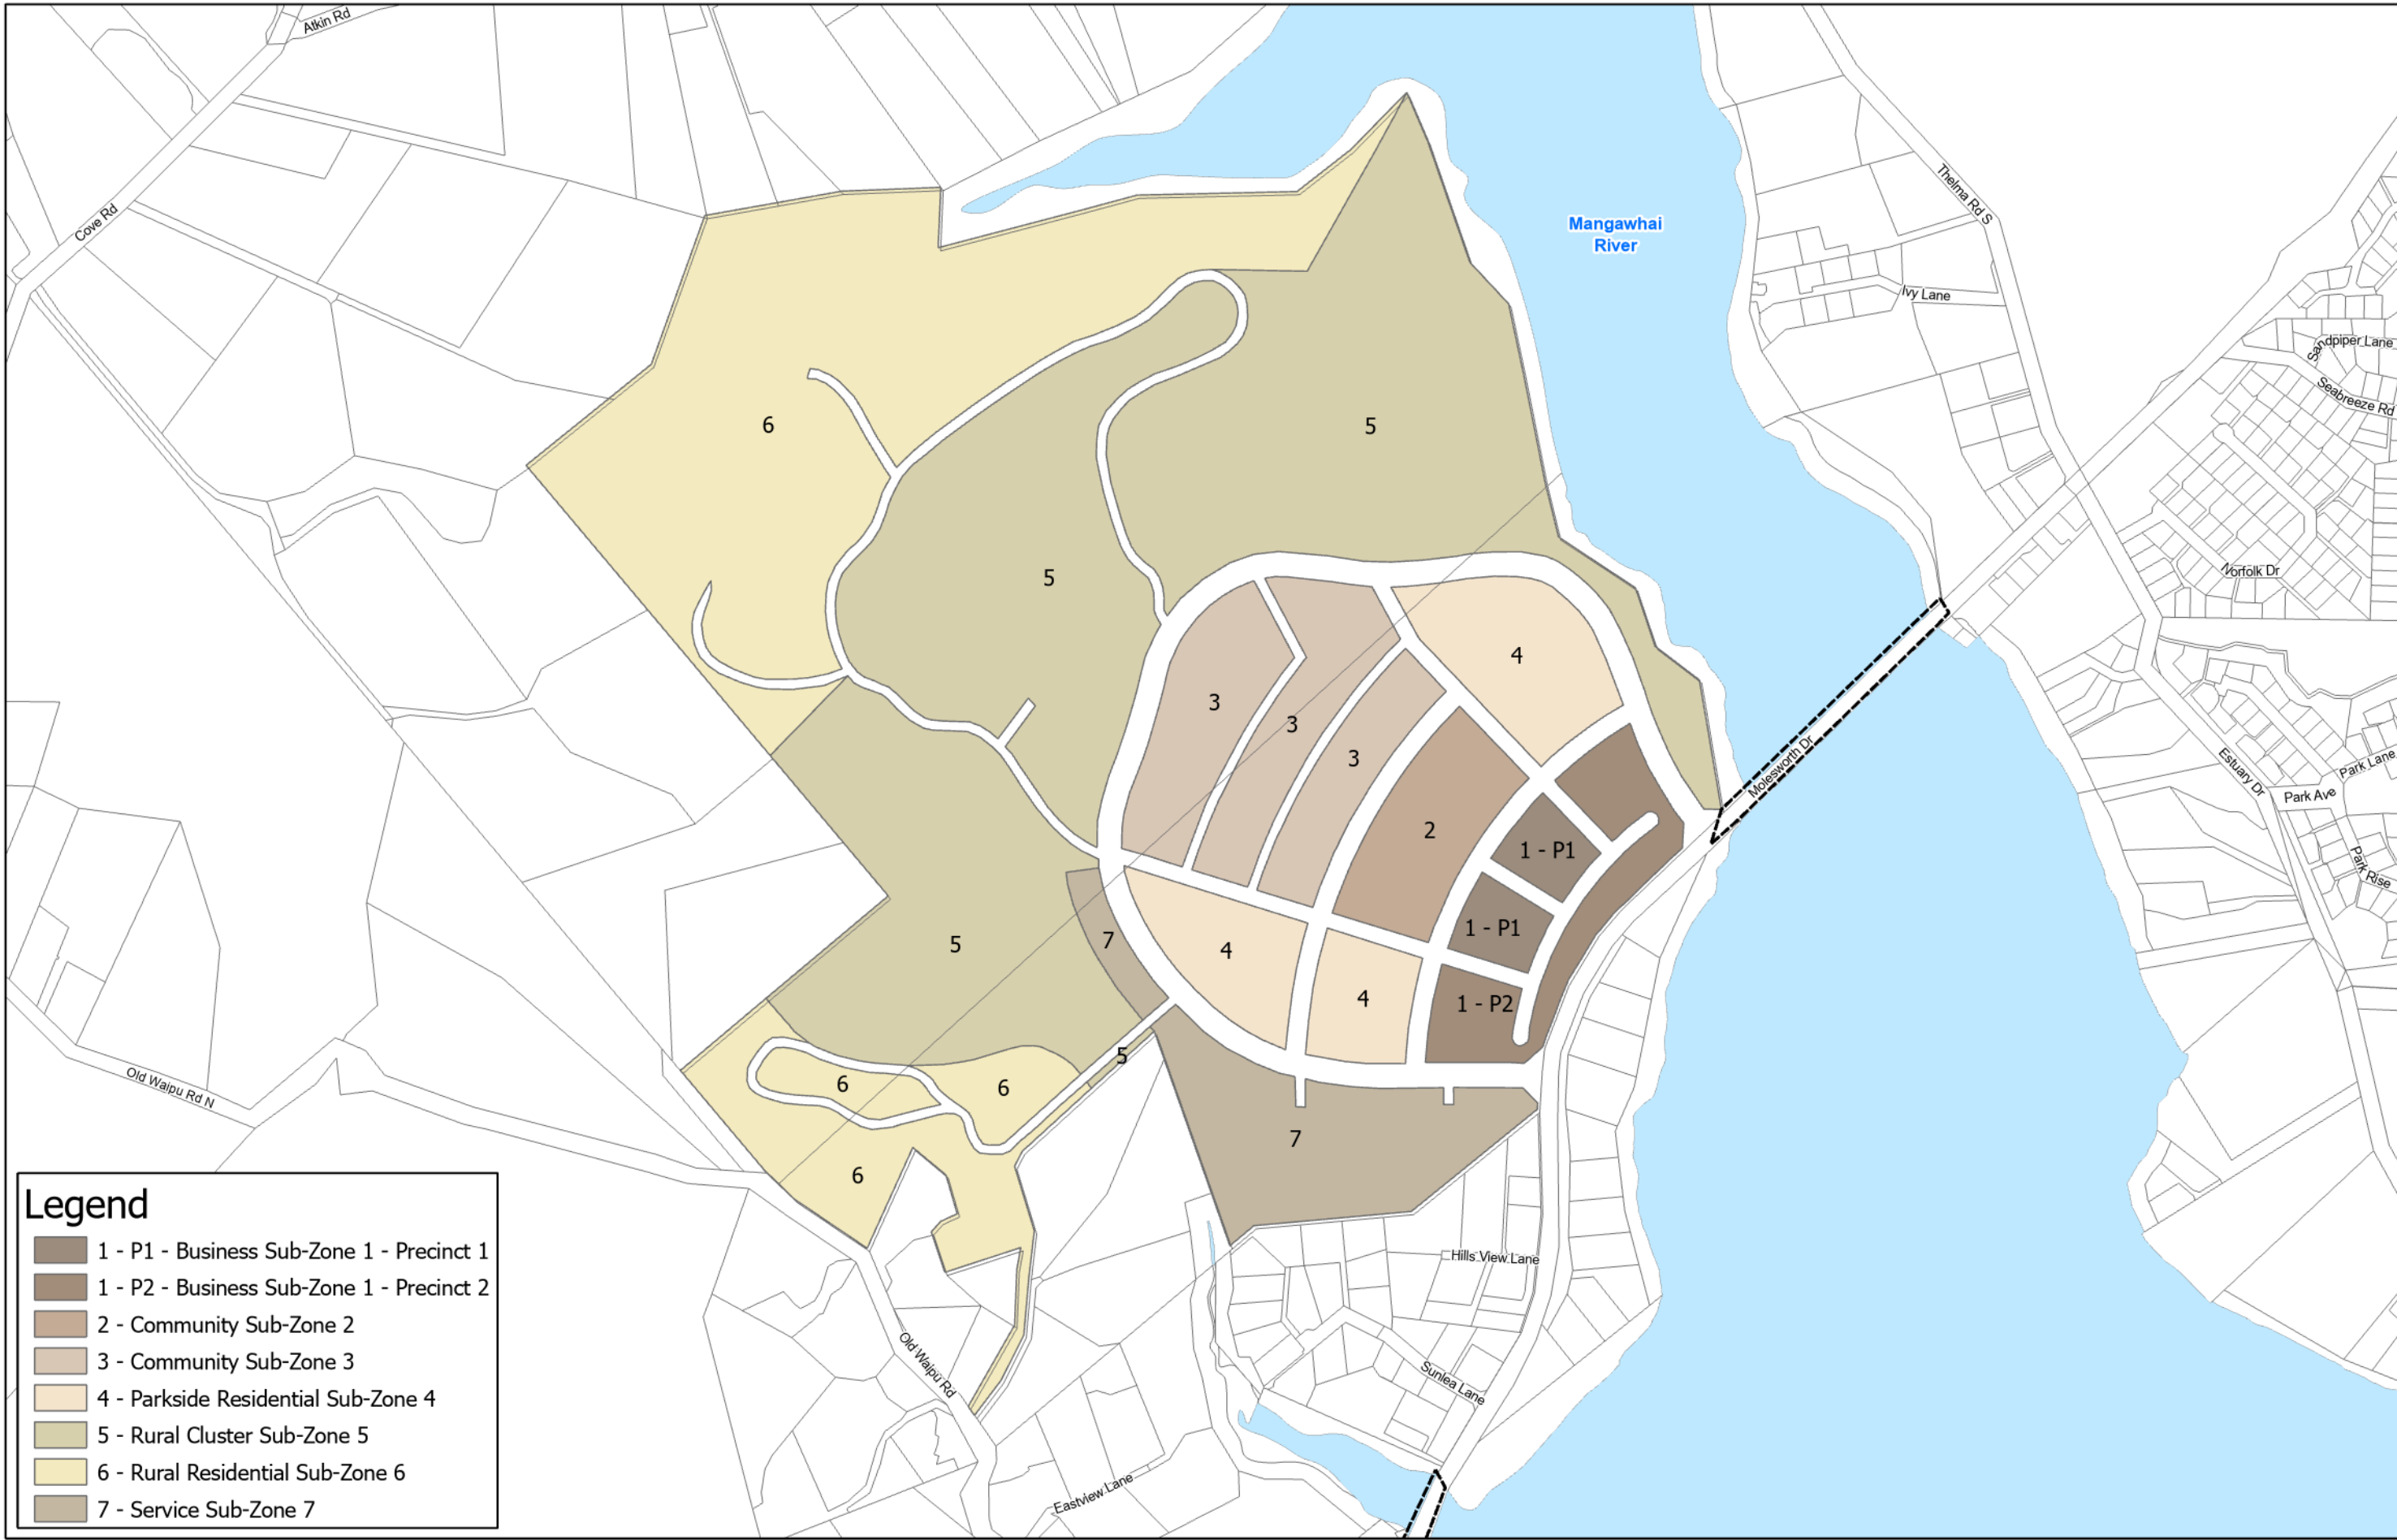 Atkin Rd
Cove Rd
Mangawhai
River
Thelma Rd S
Ivy Lane
Sandpiper Lane
Seabreeze Rd
Norfolk Dr
6
5
5
4
3
3
3
2
1 - P1
1 - P1
1 - P2
Molesworth Dr
Estuary Dr
Park Lane
Park Ave
Park Rise
5
7
4
4
5
6
6
6
7
Old Waipu Rd N
Old Waipu Rd
Hills View Lane
Sunlea Lane
Eastview Lane
Legend
1 - P1 - Business Sub-Zone 1 - Precinct 1
1 - P2 - Business Sub-Zone 1 - Precinct 2
2 - Community Sub-Zone 2
3 - Community Sub-Zone 3
4 - Parkside Residential Sub-Zone 4
5 - Rural Cluster Sub-Zone 5
6 - Rural Residential Sub-Zone 6
7 - Service Sub-Zone 7